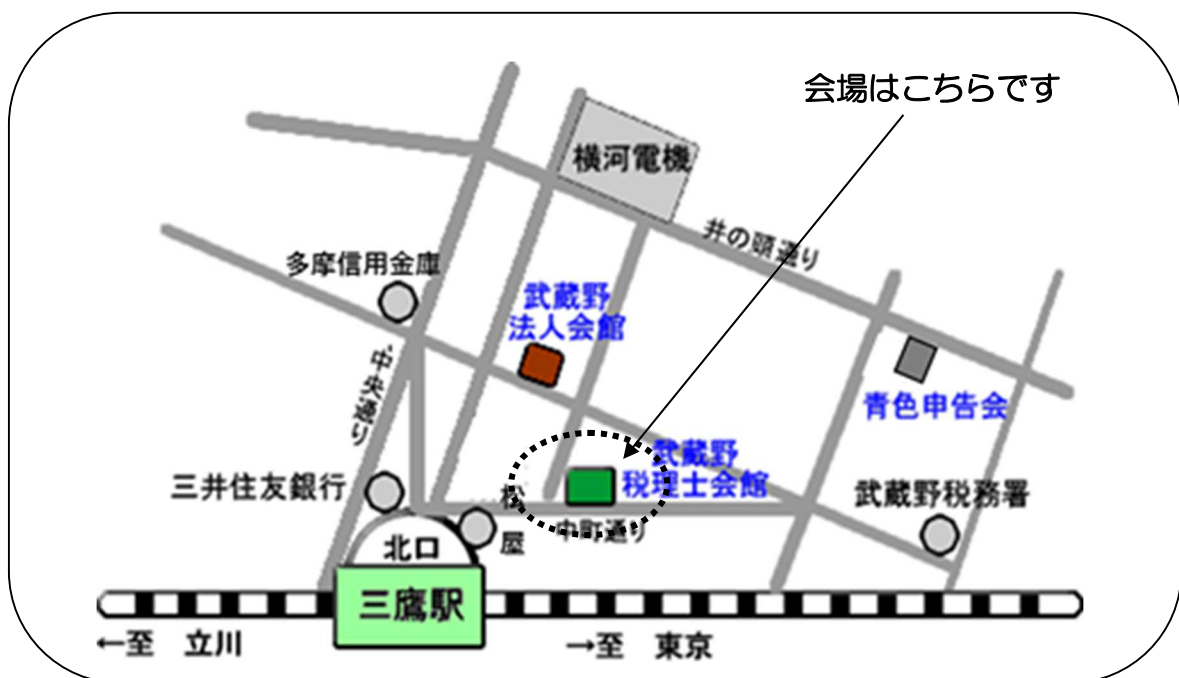 会場はこちらです
横河電機
井の頭通り
多摩信用金庫
武蔵野
法人会館
中央通り
青色申告会
武蔵野
税理士会館
三井住友銀行
松屋
武蔵野税務署
中町通り
北口
三鷹駅
←至 立川
→至 東京